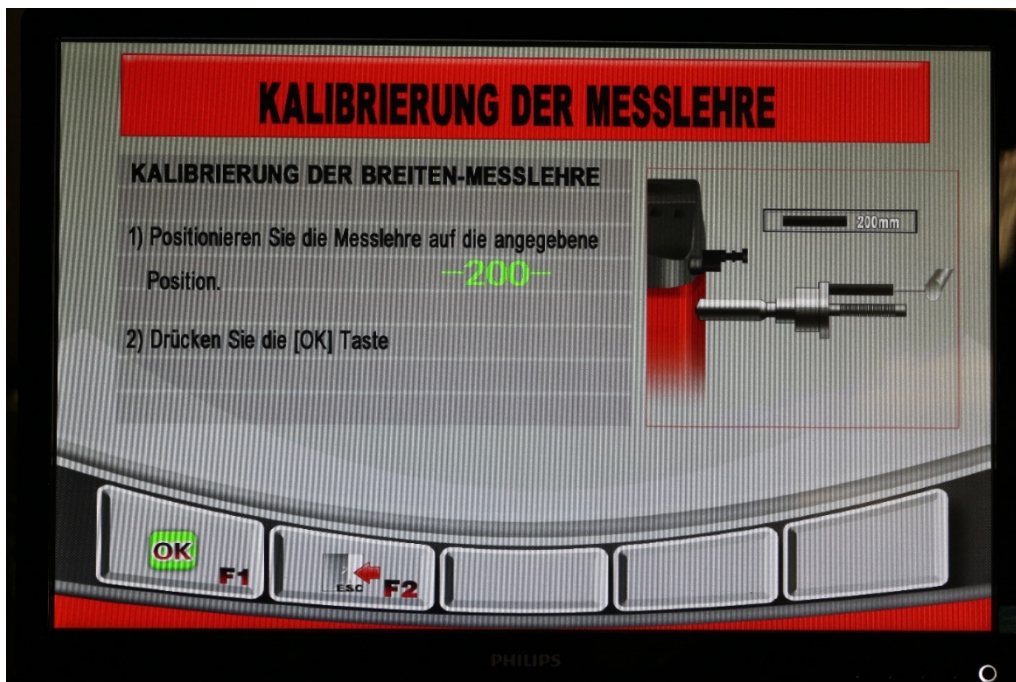 KALIBRIERUNG DER MESSLEHRE
KALIBRIERUNG DER BREITEN-MESSLEHRE
1) Positionieren Sie die Messlehre auf die angegebene
Position.
-200-
2) Drücken Sie die [OK] Taste
200mm
OK
F1
ESC
F2
PHILIPS